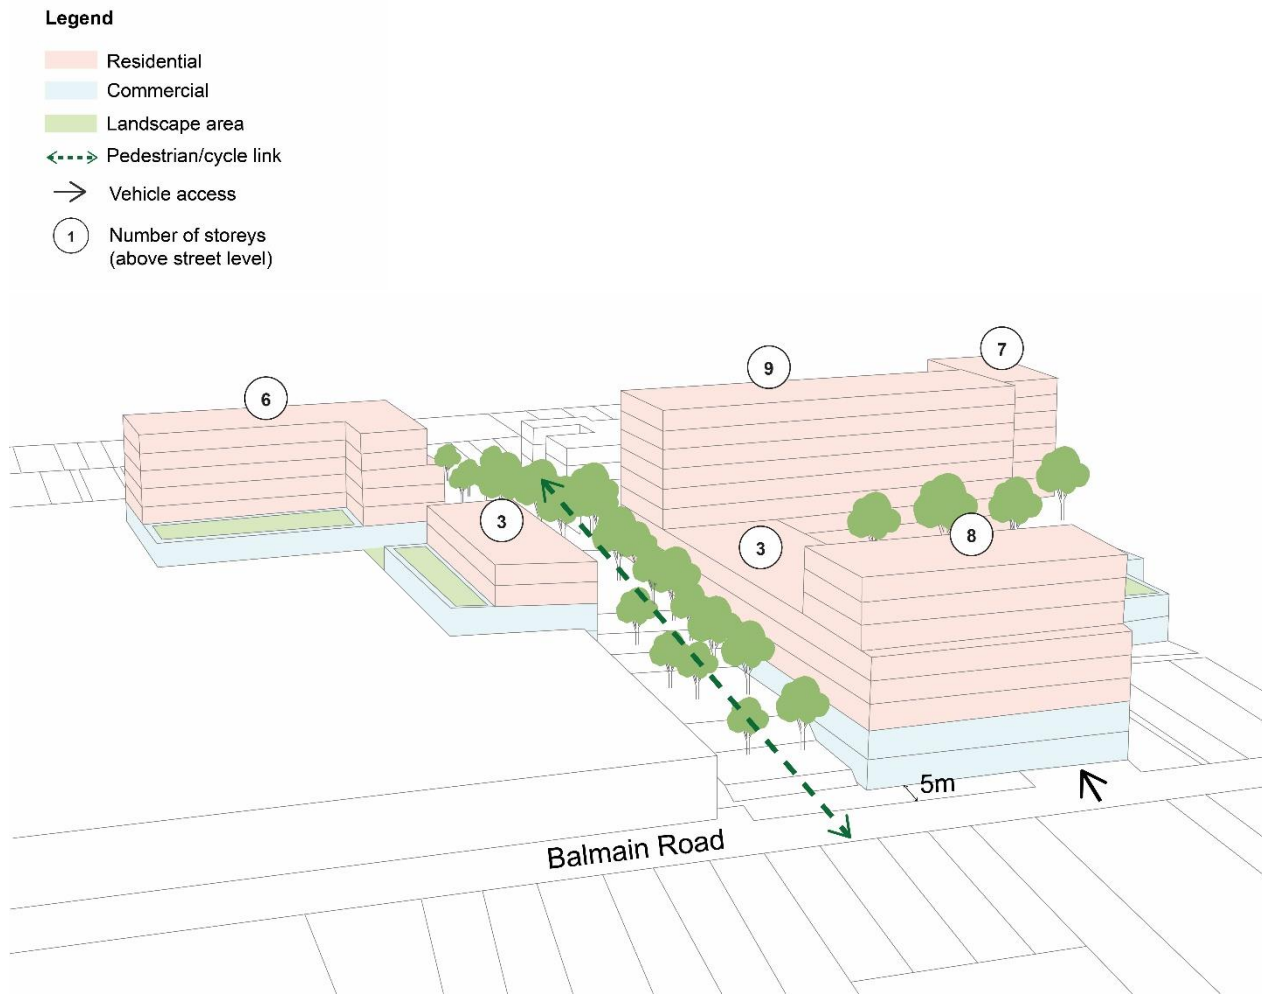 Legend
Residential
Commercial
Landscape area
Pedestrian/cycle link
Vehicle access
1
Number of storeys
(above street level)
7
9
6
3
3
8
5m
Balmain Road